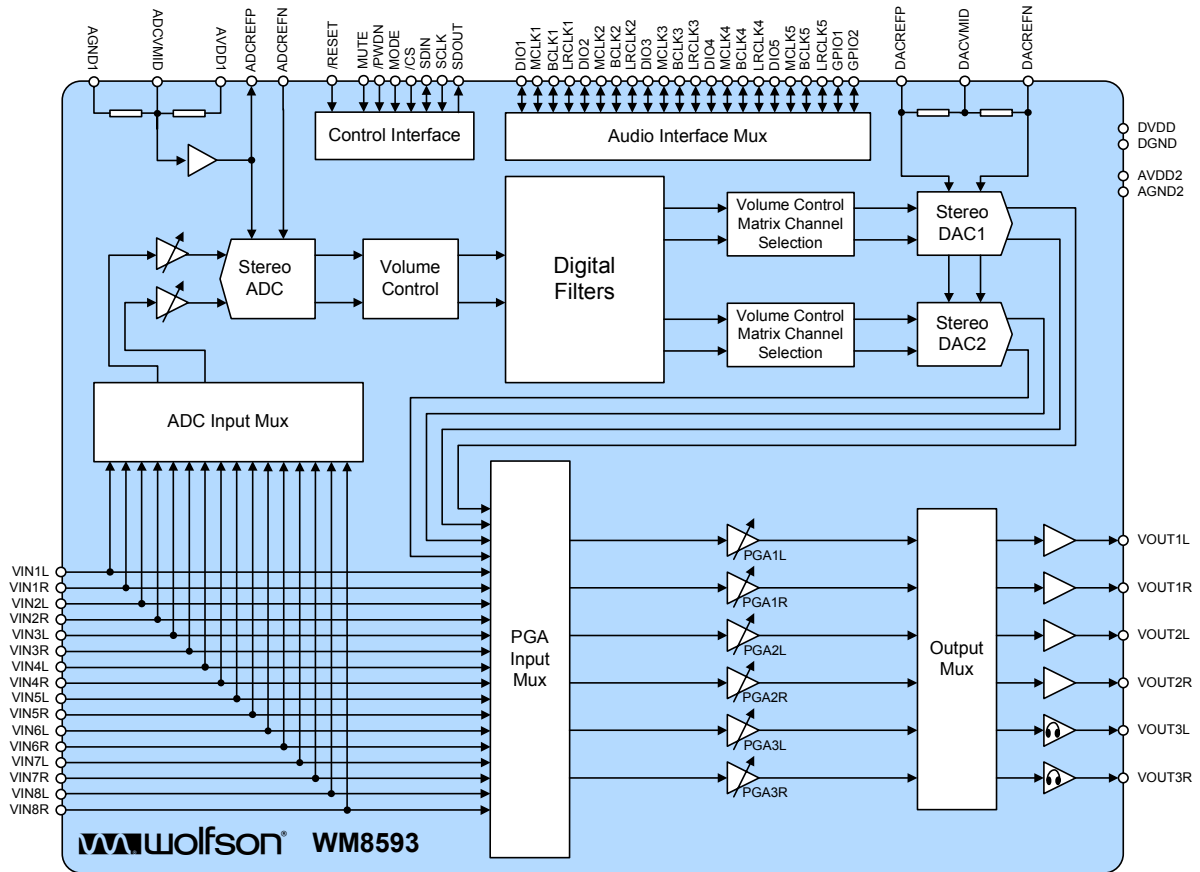 AGND1
ADCVMID
AVDD1
ADCREFP
ADCREFN
/RESET
MUTE
/PWDN
MODE
/CS
SDIN
SCLK
SDOUT
DIO1
MCLK1
BCLK1
LRCLK1
DIO2
MCLK2
BCLK2
LRCLK2
DIO3
MCLK3
BCLK3
LRCLK3
DIO4
MCLK4
BCLK4
LRCLK4
DIO5
MCLK5
BCLK5
LRCLK5
GPIO1
GPIO2
DACREFP
DACVMID
DACREFN
Control Interface
Audio Interface Mux
DVDD
DGND
AVDD2
AGND2
Stereo
ADC
Volume
Control
Digital
Filters
Volume Control
Matrix Channel
Selection
Stereo
DAC1
Volume Control
Matrix Channel
Selection
Stereo
DAC2
ADC Input Mux
VIN1L
VIN1R
VIN2L
VIN2R
VIN3L
VIN3R
VIN4L
VIN4R
VIN5L
VIN5R
VIN6L
VIN6R
VIN7L
VIN7R
VIN8L
VIN8R
PGA
Input
Mux
PGA1L
PGA1R
PGA2L
PGA2R
PGA3L
PGA3R
Output
Mux
VOUT1L
VOUT1R
VOUT2L
VOUT2R
VOUT3L
VOUT3R
wolfson® WM8593